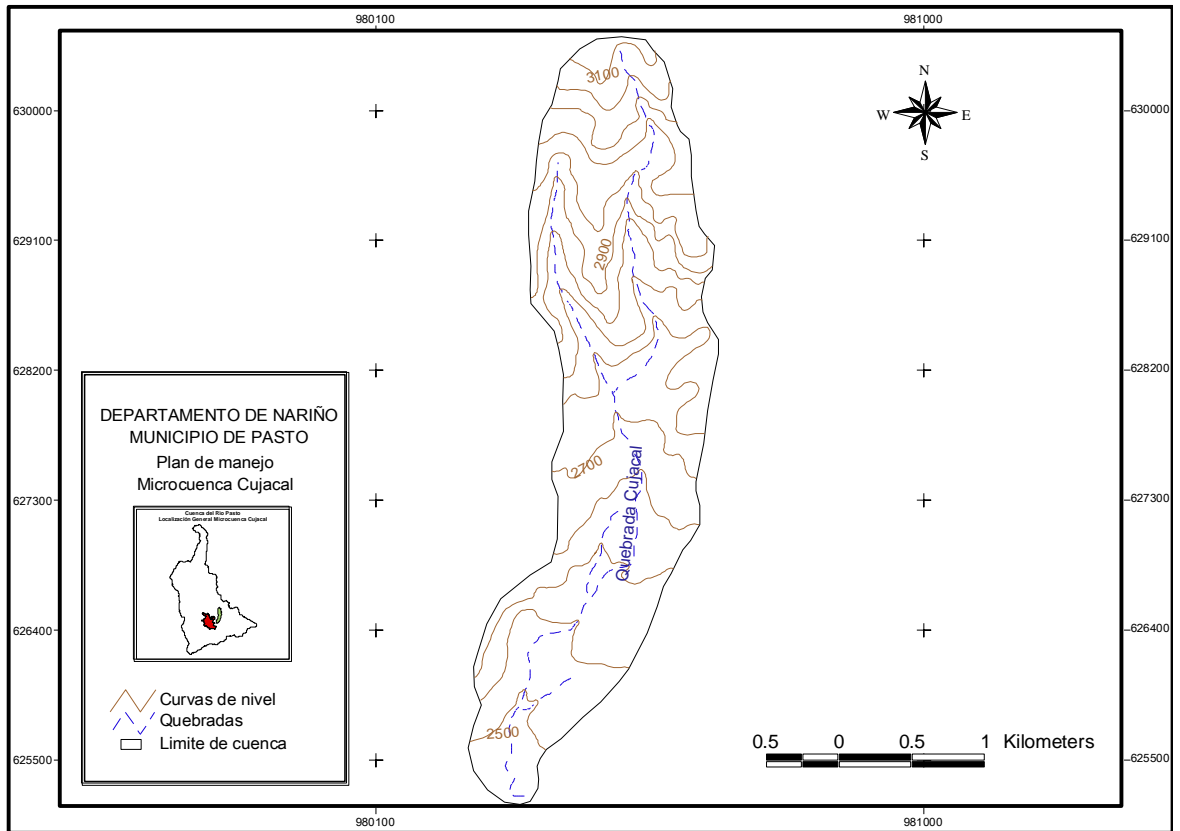 980100
981000
3100
N
630000
W
E
630000
S
629100
2900
629100
628200
628200
DEPARTAMENTO DE NARIÑO
MUNICIPIO DE PASTO
Plan de manejo
Microcuenca Cujacal
2700
Quebrada Cujacal
627300
627300
Cuenca del Rio Pasto
Localización General Microcuenca Cujacal
626400
626400
Curvas de nivel
Quebradas
Limite de cuenca
2500
0.5 0 0.5 1 Kilometers
625500
625500
980100
981000